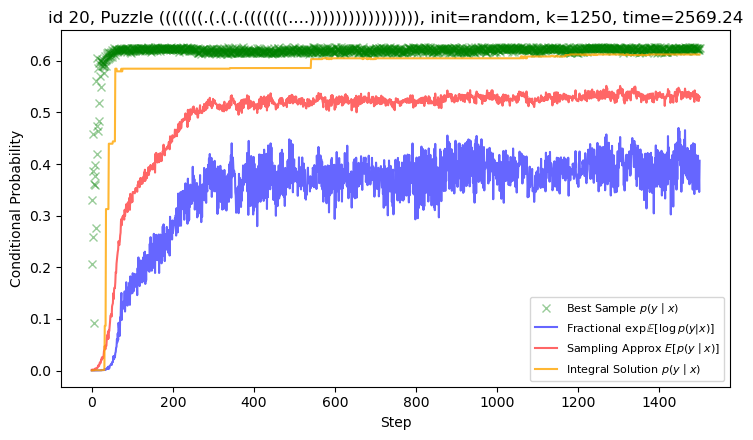 id 20, Puzzle (((((((.(.(.(.(((((((....))))))))))))))))), init=random, k=1250, time=2569.24
Conditional Probability
0.6
0.5
0.4
0.3
0.2
0.1
0.0
Best Sample p(y | x)
Fractional exp 𝔼[log p(y|x)]
Sampling Approx E[p(y | x)]
Integral Solution p(y | x)
0 200 400 600 800 1000 1200 1400
Step